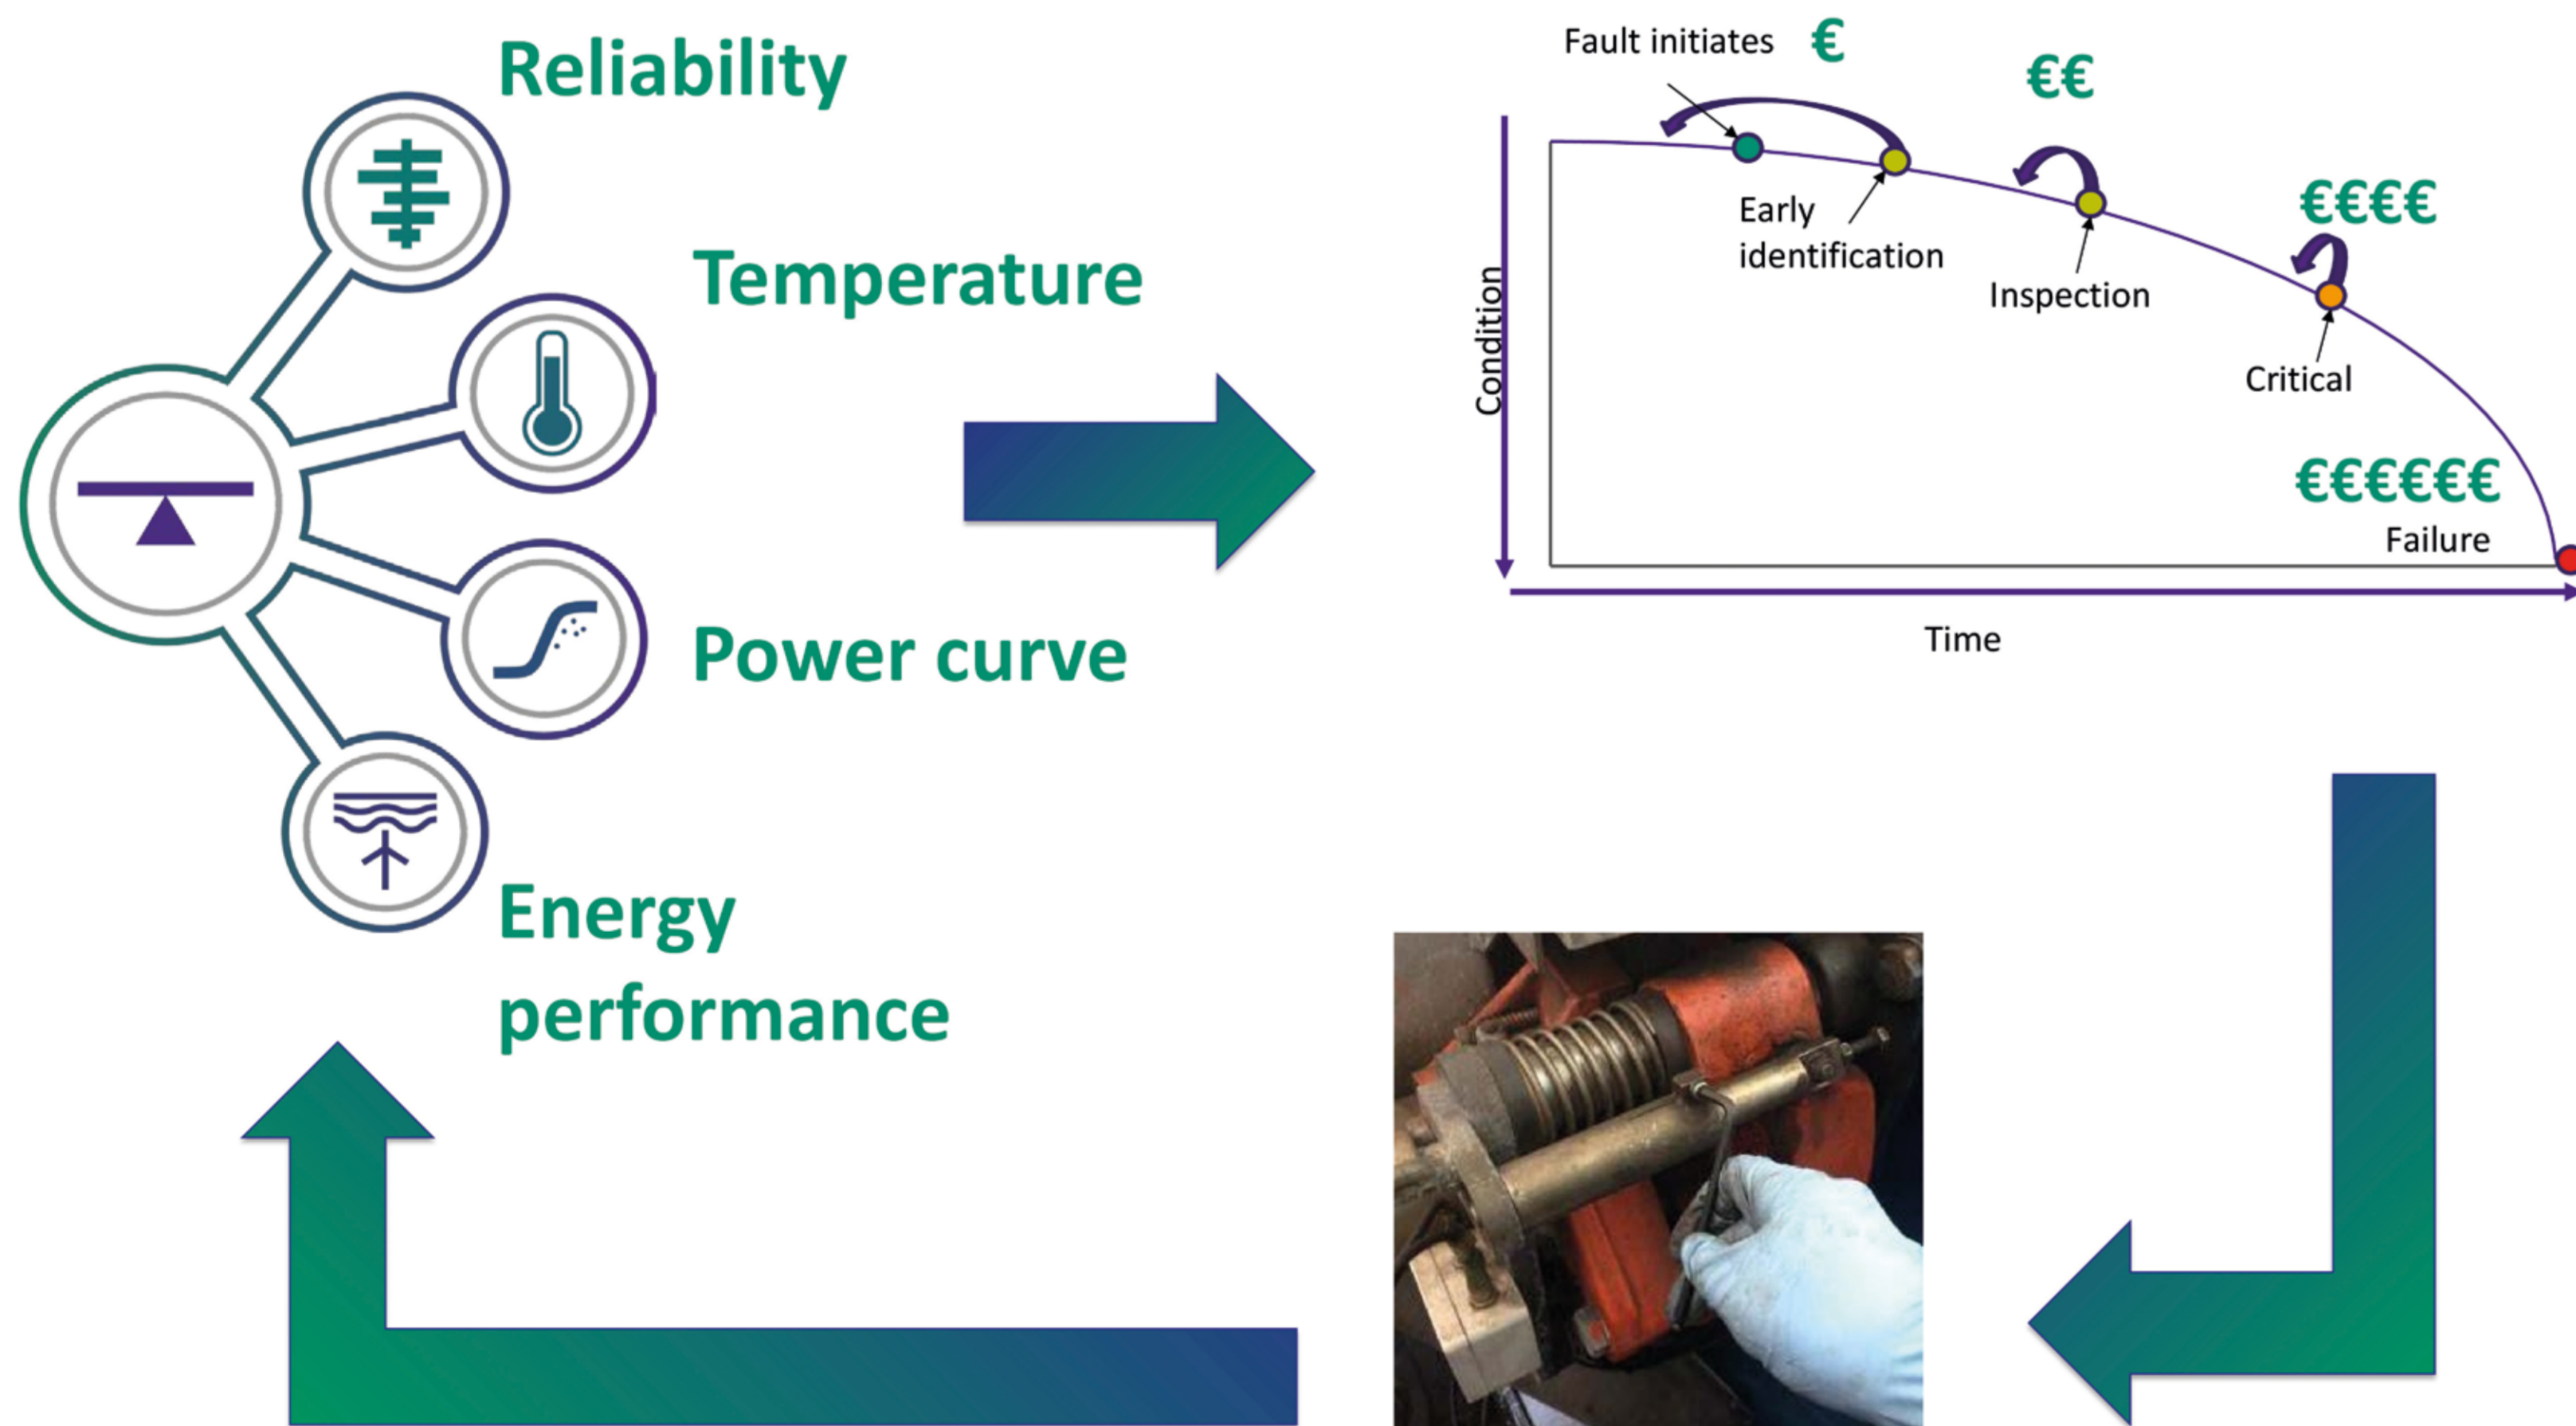 Reliability
Temperature
Power curve
Energy
performance
Fault initiates
€
€€
€€€€
Early
identification
Inspection
Critical
€€€€€€
Failure
Condition
Time